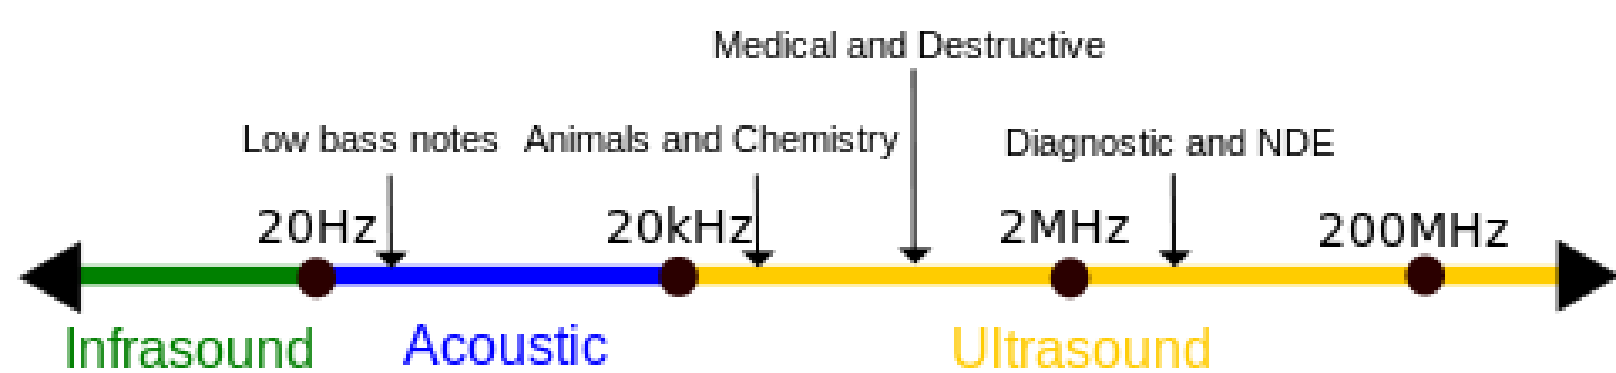 Medical and Destructive
Low bass notes
Animals and Chemistry
Diagnostic and NDE
20Hz
20kHz
2MHz
200MHz
Infrasound
Acoustic
Ultrasound